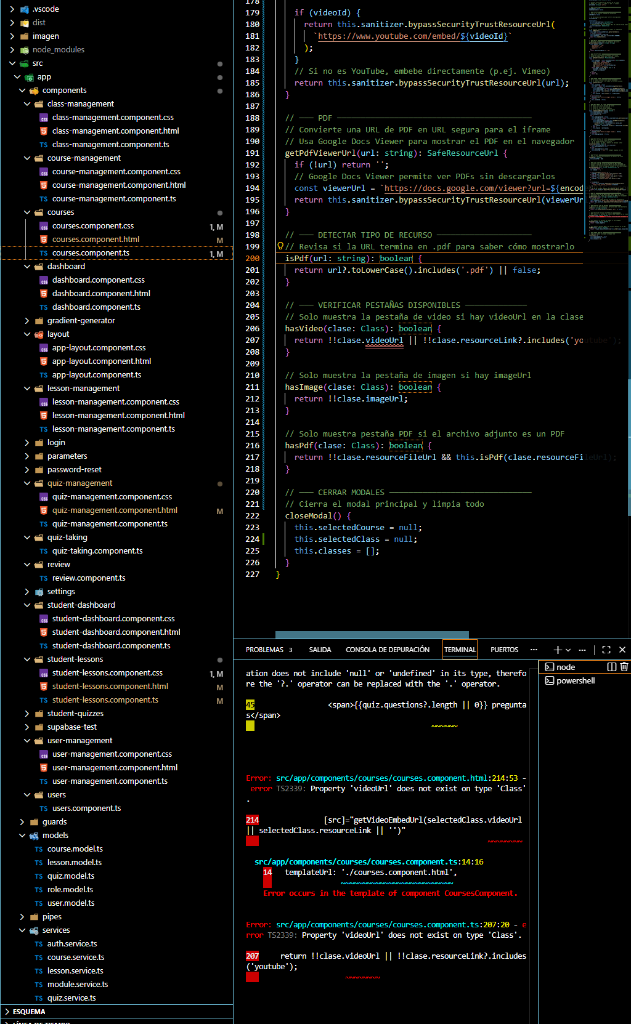 .vscode
dist
imagen
node_modules
src
app
components
class-management
class-management.component.css
class-management.component.html
class-management.component.ts
course-management
course-management.component.css
course-management.component.html
course-management.component.ts
courses
courses.component.css 1, M
courses.component.html M
courses.component.ts 1, M
dashboard
dashboard.component.css
dashboard.component.html
dashboard.component.ts
gradient-generator
layout
app-layout.component.css
app-layout.component.html
app-layout.component.ts
lesson-management
lesson-management.component.css
lesson-management.component.html
lesson-management.component.ts
login
parameters
password-reset
quiz-management
quiz-management.component.css
quiz-management.component.html M
quiz-management.component.ts
quiz-taking
quiz-taking.component.ts
review
review.component.ts
settings
student-dashboard
student-dashboard.component.css
student-dashboard.component.html
student-dashboard.component.ts
student-lessons
student-lessons.component.css 1, M
student-lessons.component.html M
student-lessons.component.ts M
student-quizzes
supabase-test
user-management
user-management.component.css
user-management.component.html
user-management.component.ts
users
users.component.ts
guards
models
course.model.ts
lesson.model.ts
quiz.model.ts
role.model.ts
user.model.ts
pipes
services
auth.service.ts
course.service.ts
lesson.service.ts
module.service.ts
quiz.service.ts
ESQUEMA
178
179 if (videoId) {
180 return this.sanitizer.bypassSecurityTrustResourceUrl(
181 `https://www.youtube.com/embed/${videoId}`
182 );
183 }
184 // Si no es YouTube, embebe directamente (p.ej. Vimeo)
185 return this.sanitizer.bypassSecurityTrustResourceUrl(url);
186 }
187
188 // ── PDF ──
189 // Convierte una URL de PDF en URL segura para el iframe
190 // Usa Google Docs Viewer para mostrar el PDF en el navegador
191 getPdfViewerUrl(url: string): SafeResourceUrl {
192 if (!url) return '';
193 // Google Docs Viewer permite ver PDFs sin descargarlos
194 const viewerUrl = `https://docs.google.com/viewer?url=${encod
195 return this.sanitizer.bypassSecurityTrustResourceUrl(viewerUr
196 }
197
198 // ── DETECTAR TIPO DE RECURSO ──
199 // Revisa si la URL termina en .pdf para saber cómo mostrarlo
200 isPdf(url: string): boolean {
201 return url?.toLowerCase().includes('.pdf') || false;
202 }
203
204 // ── VERIFICAR PESTAÑAS DISPONIBLES ──
205 // Solo muestra la pestaña de video si hay videoUrl en la clase
206 hasVideo(clase: Class): boolean {
207 return !!clase.videoUrl || !!clase.resourceLink?.includes('youtube');
208 }
209
210 // Solo muestra la pestaña de imagen si hay imageUrl
211 hasImage(clase: Class): boolean {
212 return !!clase.imageUrl;
213 }
214
215 // Solo muestra pestaña PDF si el archivo adjunto es un PDF
216 hasPdf(clase: Class): boolean {
217 return !!clase.resourceFileUrl && this.isPdf(clase.resourceFileUrl);
218 }
219
220 // ── CERRAR MODALES ──
221 // Cierra el modal principal y limpia todo
222 closeModal() {
223 this.selectedCourse = null;
224 this.selectedClass = null;
225 this.classes = [];
226 }
227 }
PROBLEMAS 3 SALIDA CONSOLA DE DEPURACIÓN TERMINAL PUERTOS
node
powershell
ation does not include 'null' or 'undefined' in its type, therefo
re the '?.' operator can be replaced with the '.' operator.
45 <span>{{quiz.questions?.length || 0}} pregunta
s</span>
~~~~~~
Error: src/app/components/courses/courses.component.html:214:53 -
error TS2339: Property 'videoUrl' does not exist on type 'Class'
.
214 [src]="getVideoEmbedUrl(selectedClass.videoUrl
|| selectedClass.resourceLink || '')"
~~~~~~~~
src/app/components/courses/courses.component.ts:14:16
14 templateUrl: './courses.component.html',
~~~~~~~~~~~~~~~~~~~~~~~~~~
Error occurs in the template of component CoursesComponent.
Error: src/app/components/courses/courses.component.ts:207:20 - e
rror TS2339: Property 'videoUrl' does not exist on type 'Class'.
207 return !!clase.videoUrl || !!clase.resourceLink?.includes
('youtube');
~~~~~~~~